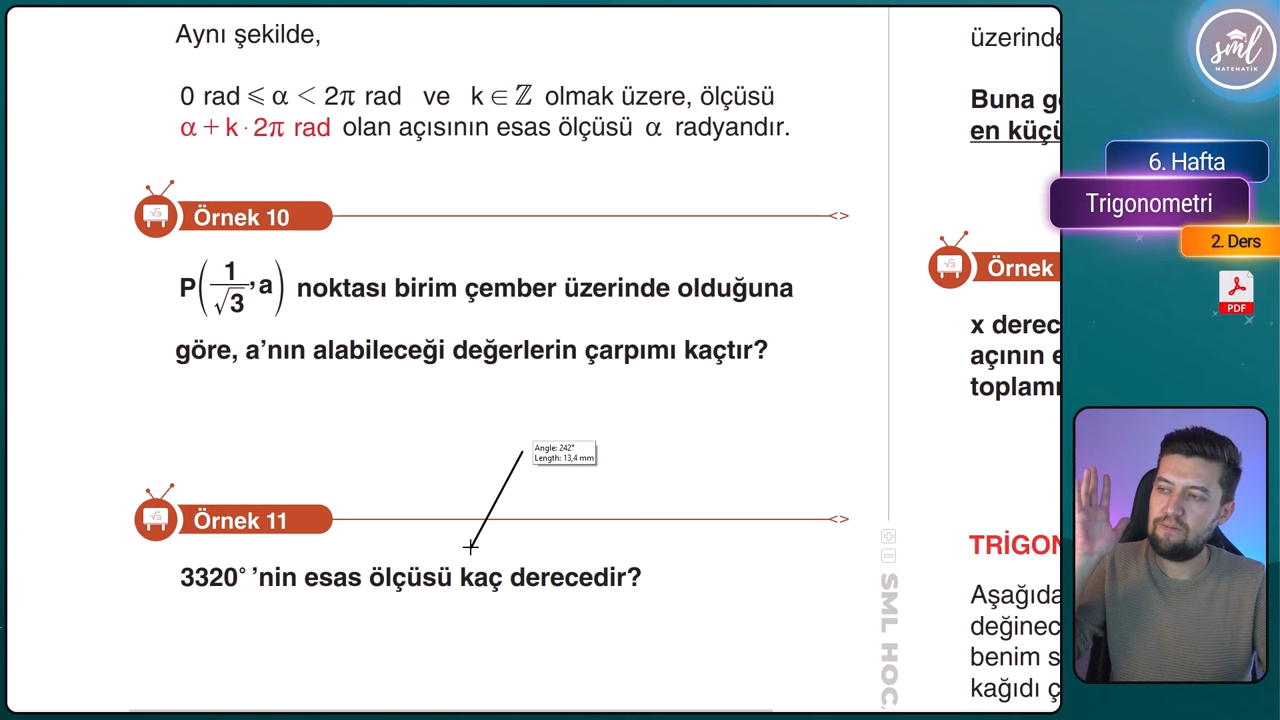 Aynı şekilde,
0 rad ⩽ α < 2π rad ve k ∈ ℤ olmak üzere, ölçüsü
α + k · 2π rad olan açısının esas ölçüsü α radyandır.
Örnek 10
<>
P(1/√3, a) noktası birim çember üzerinde olduğuna
göre, a’nın alabileceği değerlerin çarpımı kaçtır?
Angle: 242°
Length: 13,4 mm
Örnek 11
<>
3320° ’nin esas ölçüsü kaç derecedir?
SML HOC
üzerinde
Buna g
en küçü
Örnek
x derec
açının e
toplamı
TRİGON
Aşağıda
değinec
benim s
kağıdı ç
sml
MATEMATİK
6. Hafta
Trigonometri
2. Ders
PDF